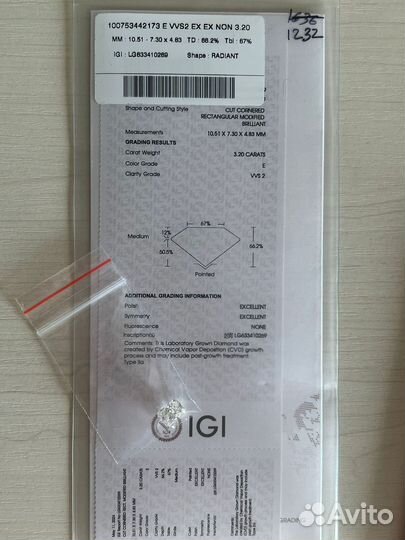 100753442173 E VVS2 EX EX NON 3.20
MM : 10.51 - 7.30 X 4.83 TD : 66.2% Tbl : 67%
IGI : LG633410269 Shape : RADIANT
1636
1232
Shape and Cutting Style CUT CORNERED
RECTANGULAR MODIFIED
BRILLIANT
Measurements 10.51 X 7.30 X 4.83 MM
GRADING RESULTS
Carat Weight 3.20 CARATS
Color Grade E
Clarity Grade VVS 2
67%
Medium 12%
50.5% 66.2%
Pointed
ADDITIONAL GRADING INFORMATION
Polish EXCELLENT
Symmetry EXCELLENT
Fluorescence NONE
Inscription(s) LG633410269
Comments: This Laboratory Grown Diamond was
created by Chemical Vapor Deposition (CVD) growth
process and may include post-growth treatment.
Type IIa
IGI
GRADING
Avito